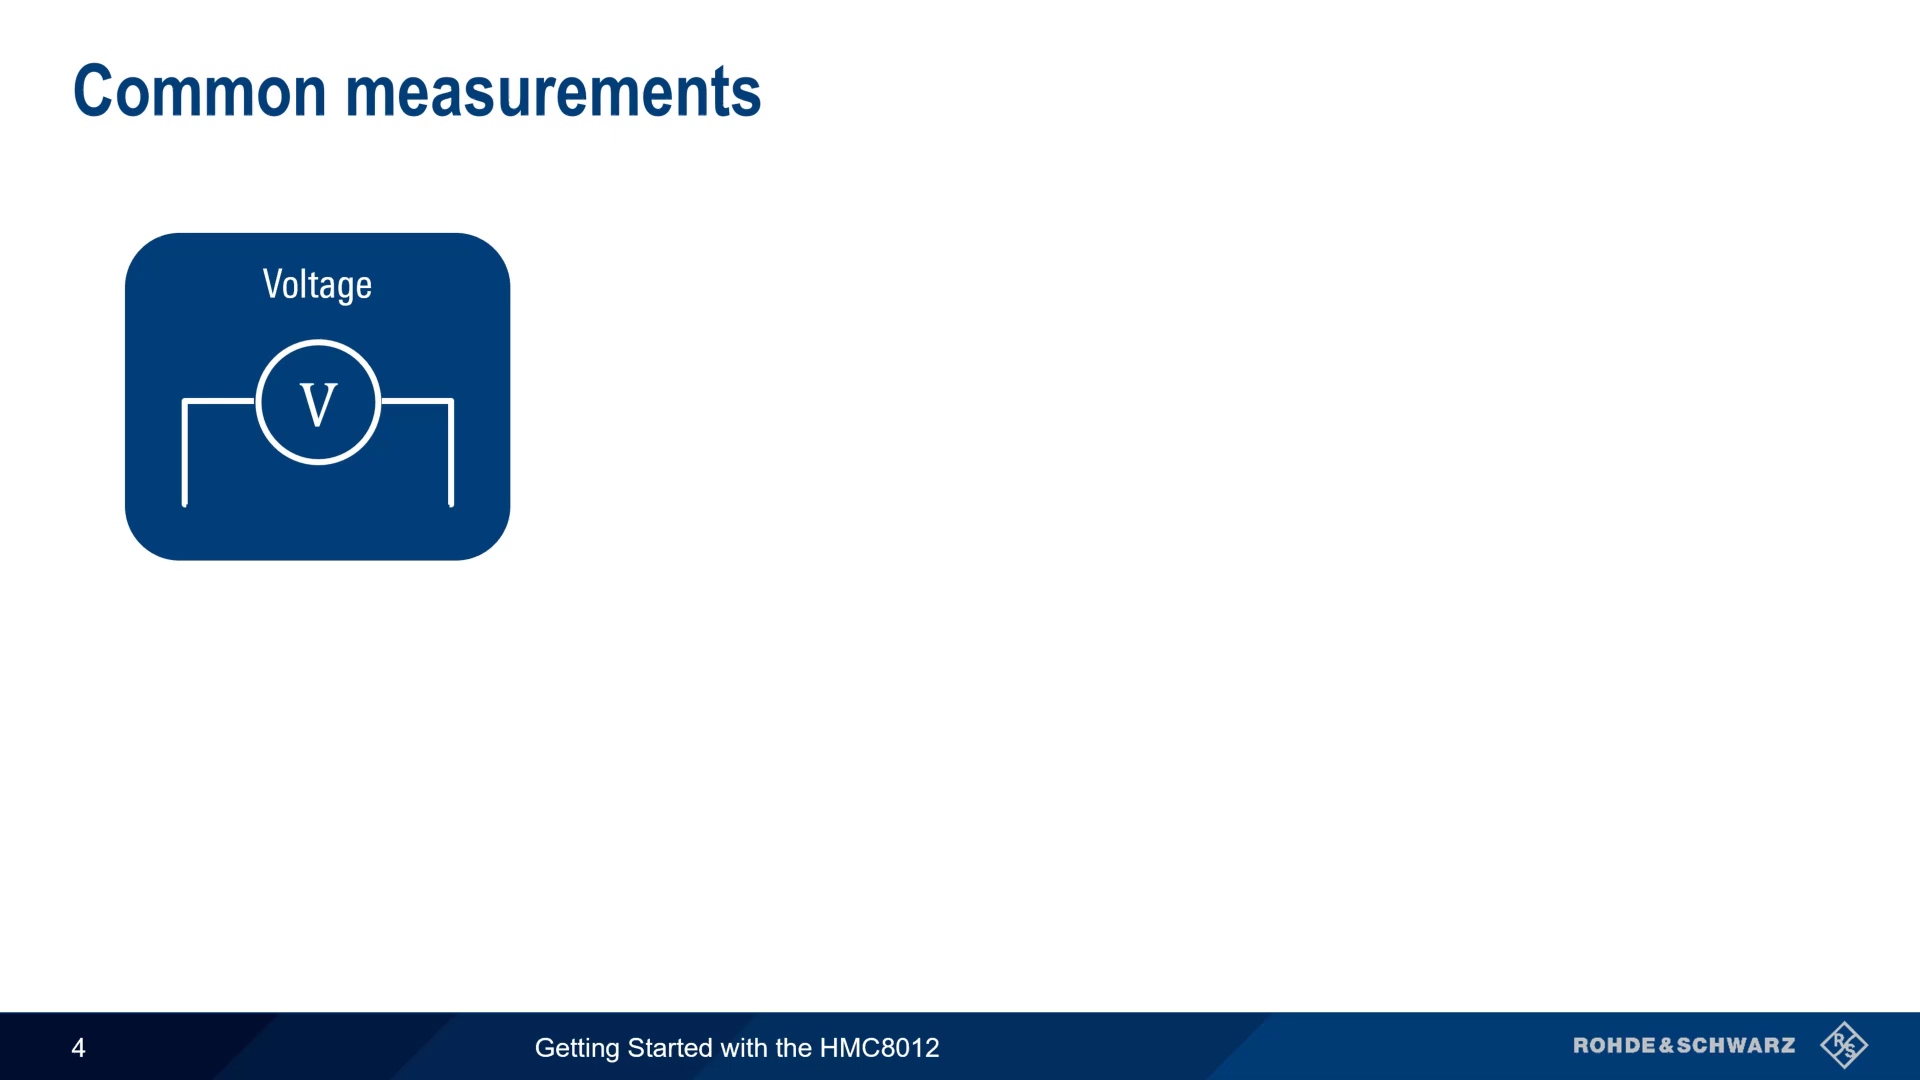 Common measurements
Voltage
V
4
Getting Started with the HMC8012
ROHDE&SCHWARZ
R
S